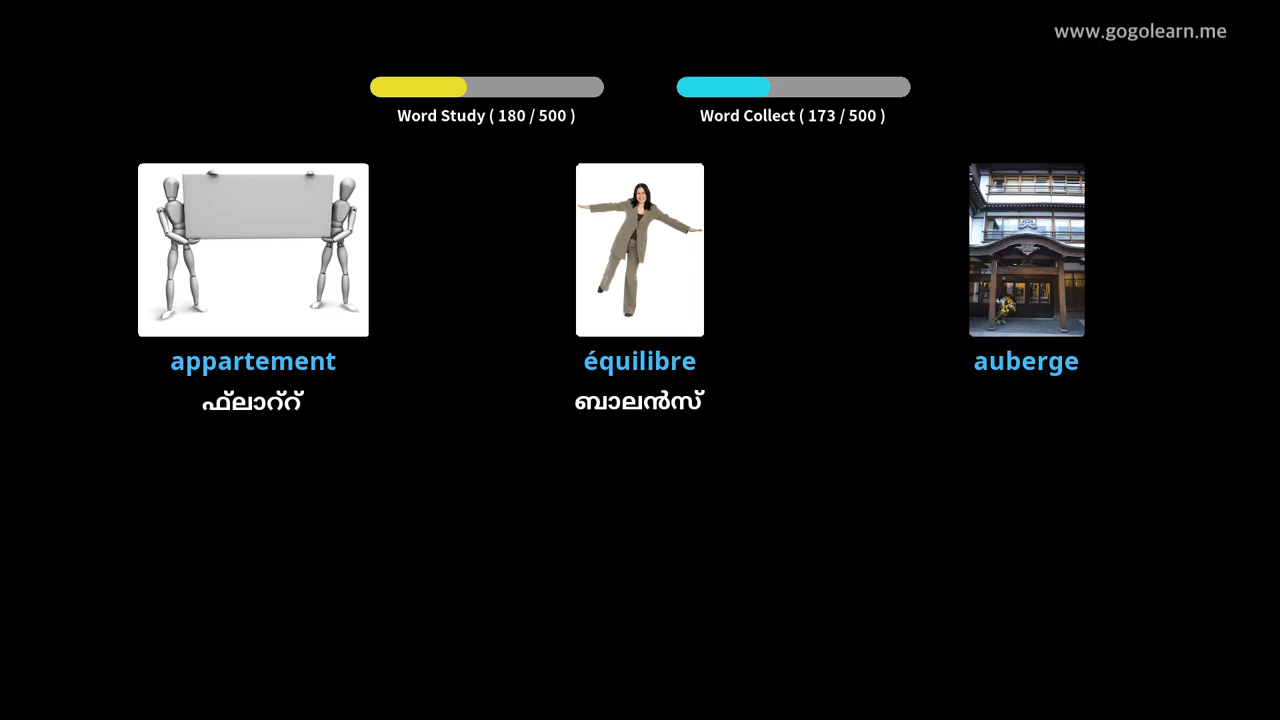 www.gogolearn.me
Word Study ( 180 / 500 )
Word Collect ( 173 / 500 )
appartement
équilibre
auberge
ഫ്ലാറ്റ്
ബാലൻസ്